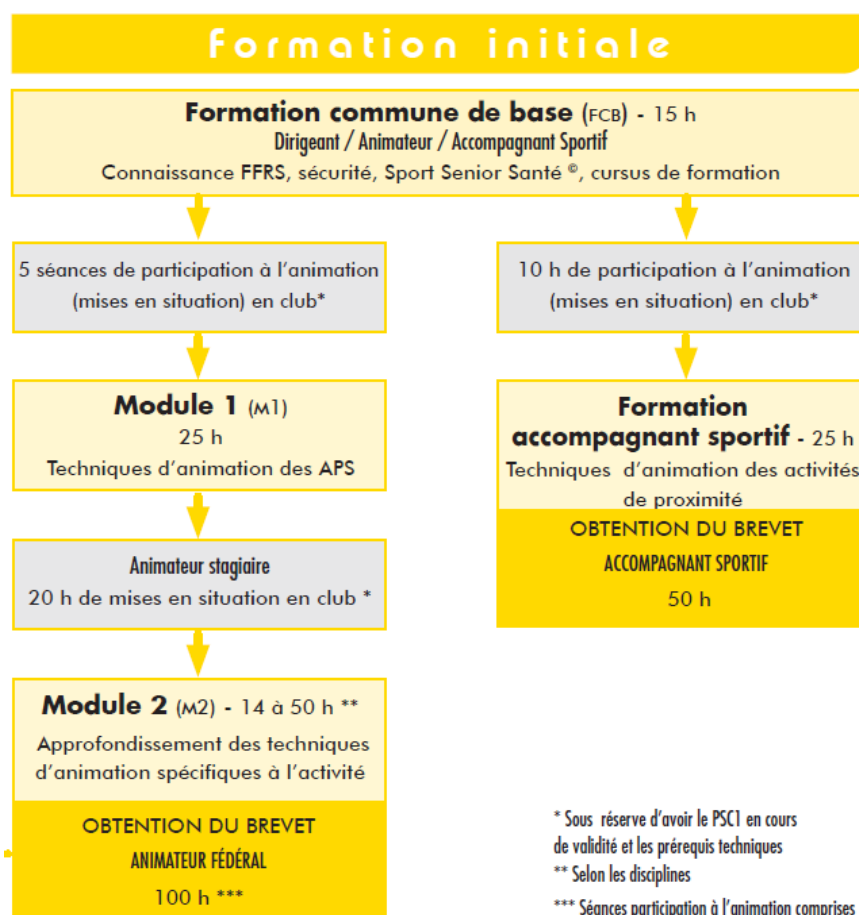 Formation initiale
Formation commune de base (FCB) - 15 h
Dirigeant / Animateur / Accompagnant Sportif
Connaissance FFRS, sécurité, Sport Senior Santé ©, cursus de formation
5 séances de participation à l'animation
(mises en situation) en club*
Module 1 (M1)
25 h
Techniques d'animation des APS
Animateur stagiaire
20 h de mises en situation en club *
Module 2 (M2) - 14 à 50 h **
Approfondissement des techniques
d'animation spécifiques à l'activité
OBTENTION DU BREVET
ANIMATEUR FÉDÉRAL
100 h ***
10 h de participation à l'animation
(mises en situation) en club*
Formation
accompagnant sportif - 25 h
Techniques d'animation des activités
de proximité
OBTENTION DU BREVET
ACCOMPAGNANT SPORTIF
50 h
* Sous réserve d'avoir le PSC1 en cours
de validité et les prérequis techniques
** Selon les disciplines
*** Séances participation à l'animation comprises